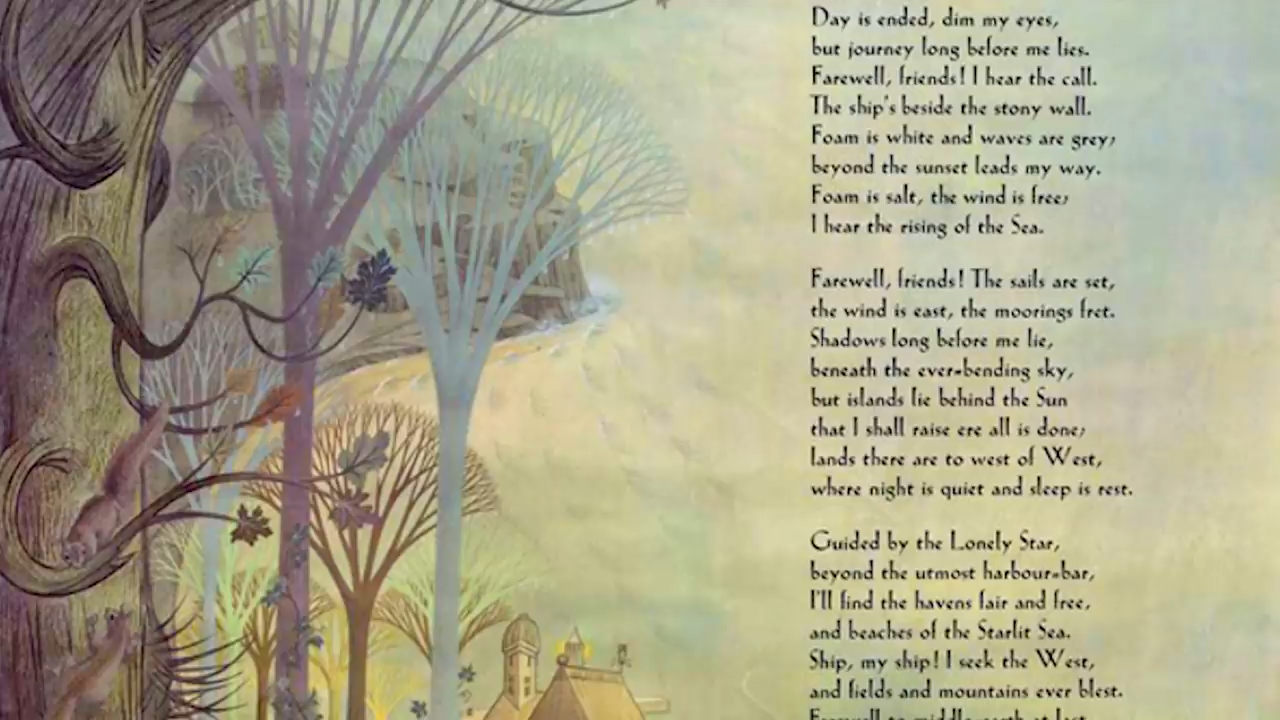 Day is ended, dim my eyes,
but journey long before me lies.
Farewell, friends! I hear the call.
The ship's beside the stony wall.
Foam is white and waves are grey;
beyond the sunset leads my way.
Foam is salt, the wind is free;
I hear the rising of the Sea.
Farewell, friends! The sails are set,
the wind is east, the moorings fret.
Shadows long before me lie,
beneath the ever-bending sky,
but islands lie behind the Sun
that I shall raise ere all is done;
lands there are to west of West,
where night is quiet and sleep is rest.
Guided by the Lonely Star,
beyond the utmost harbour-bar,
I'll find the havens fair and free,
and beaches of the Starlit Sea.
Ship, my ship! I seek the West,
and fields and mountains ever blest.
Farewell to middle-earth at last.